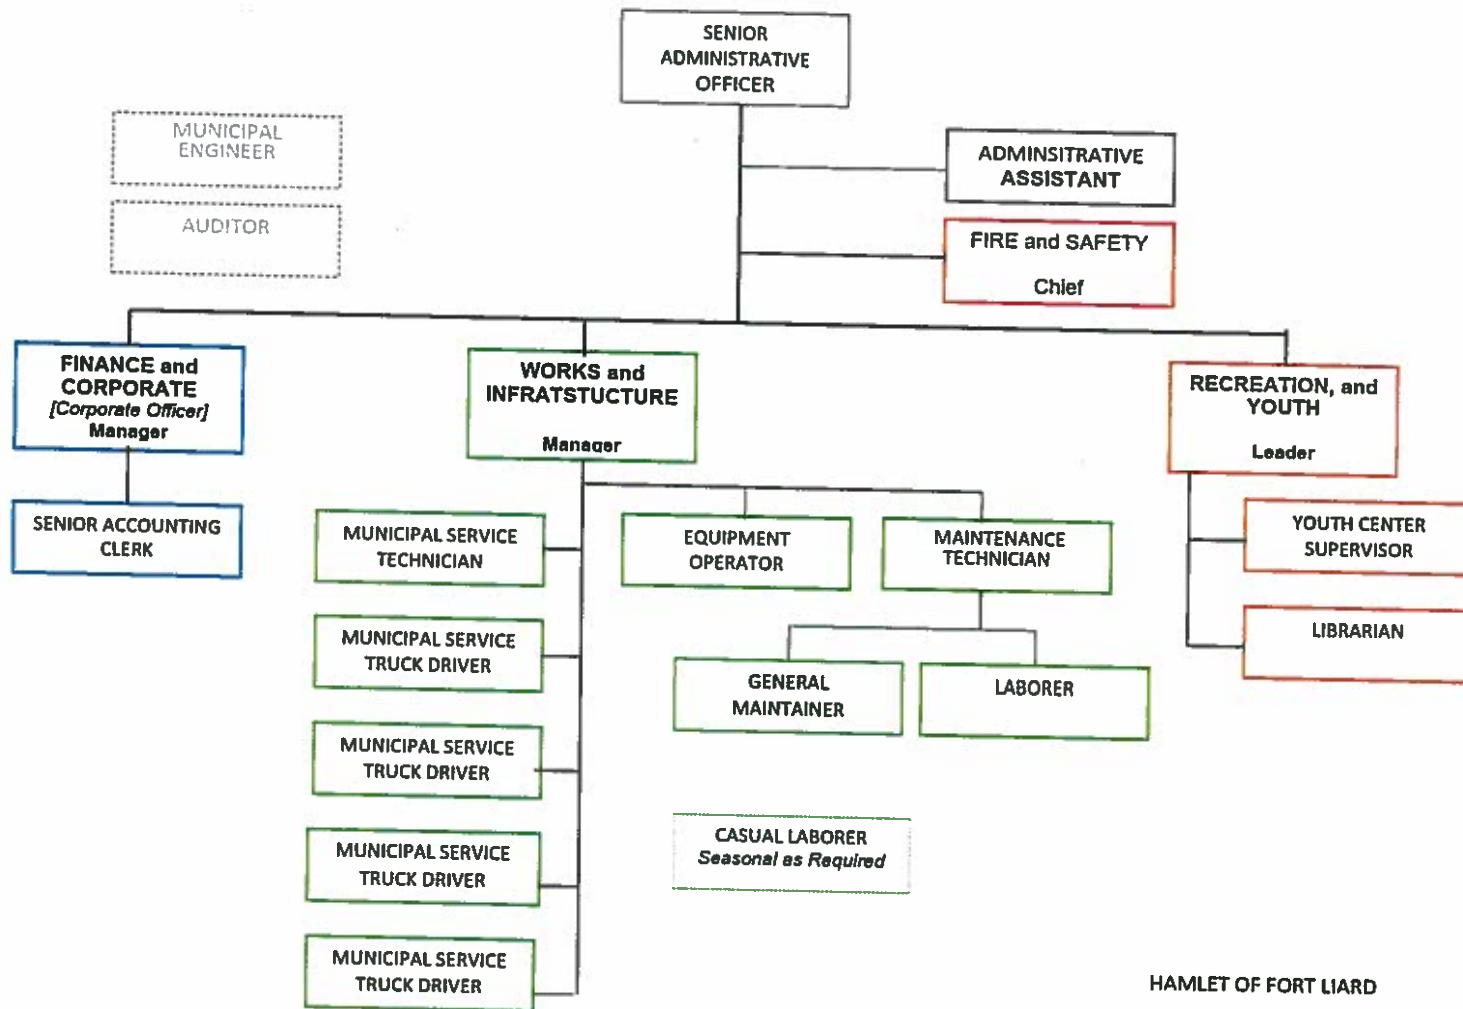 SENIOR
ADMINISTRATIVE
OFFICER
MUNICIPAL
ENGINEER
AUDITOR
ADMINSITRATIVE
ASSISTANT
FIRE and SAFETY
Chief
FINANCE and
CORPORATE
[Corporate Officer]
Manager
WORKS and
INFRATSTUCTURE
Manager
RECREATION, and
YOUTH
Leader
SENIOR ACCOUNTING
CLERK
MUNICIPAL SERVICE
TECHNICIAN
EQUIPMENT
OPERATOR
MAINTENANCE
TECHNICIAN
YOUTH CENTER
SUPERVISOR
MUNICIPAL SERVICE
TRUCK DRIVER
GENERAL
MAINTAINER
LABORER
LIBRARIAN
MUNICIPAL SERVICE
TRUCK DRIVER
CASUAL LABORER
Seasonal as Required
MUNICIPAL SERVICE
TRUCK DRIVER
MUNICIPAL SERVICE
TRUCK DRIVER
HAMLET OF FORT LIARD